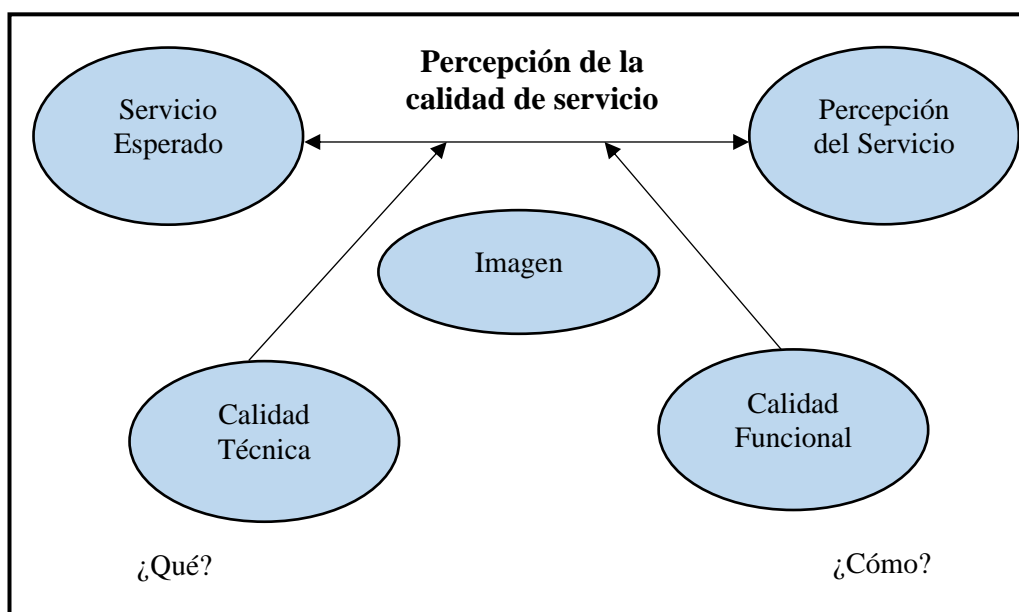 Percepción de la
calidad de servicio
Servicio
Esperado
Percepción
del Servicio
Imagen
Calidad
Técnica
Calidad
Funcional
¿Qué?
¿Cómo?